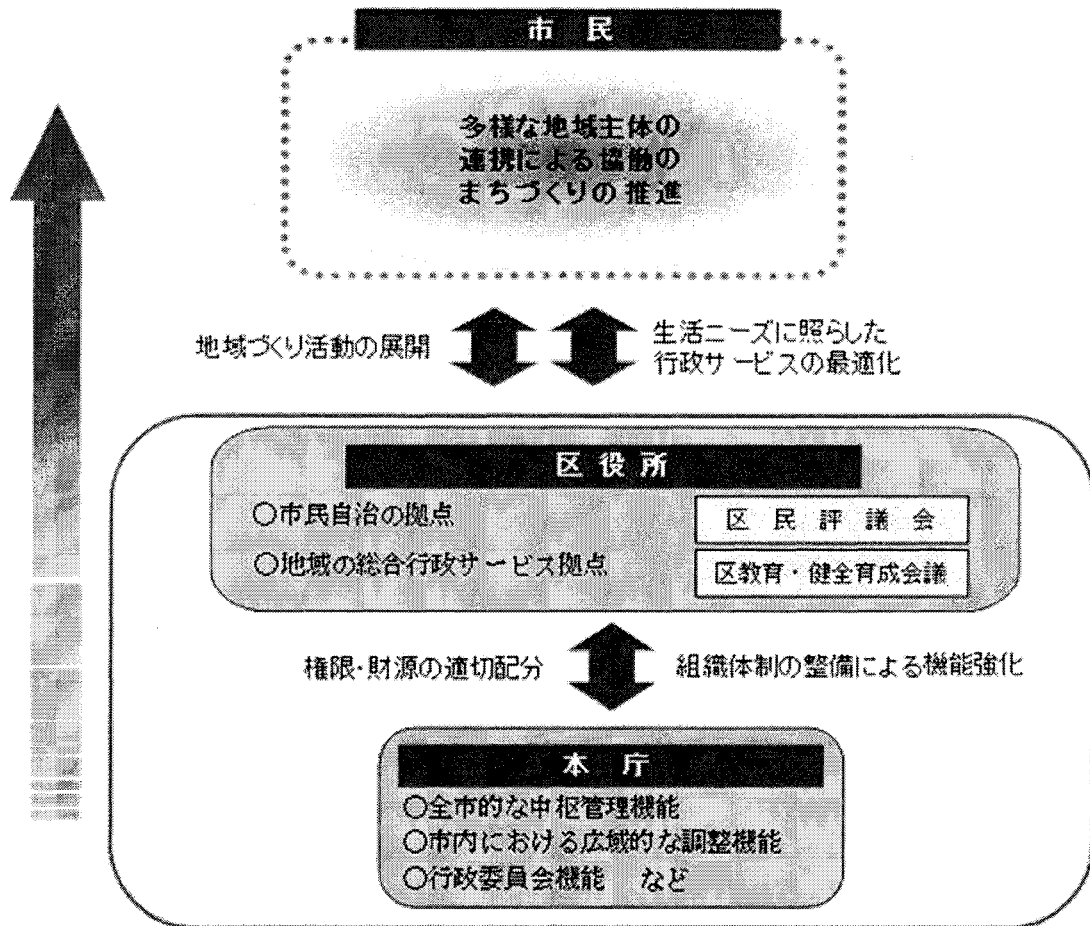 市民
多様な地域主体の
連携による協働の
まちづくりの推進
地域づくり活動の展開
生活ニーズに照らした
行政サービスの最適化
区役所
○市民自治の拠点
区民評議会
○地域の総合行政サービス拠点
区教育・健全育成会議
権限・財源の適切配分
組織体制の整備による機能強化
本庁
○全市的な中枢管理機能
○市内における広域的な調整機能
○行政委員会機能　など